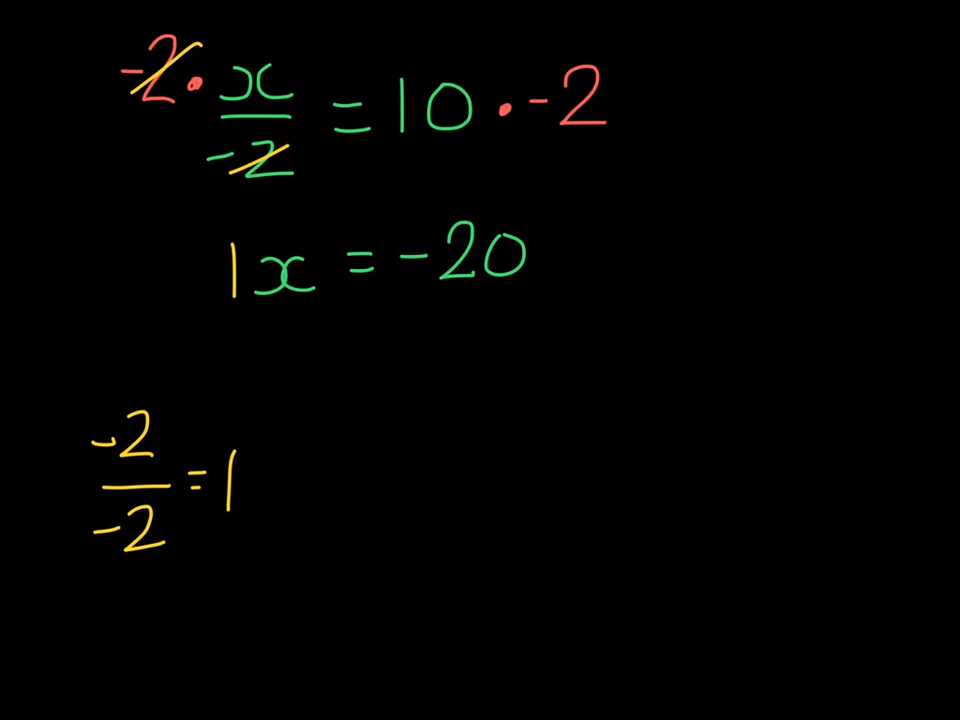 -2 · x/-2 = 10 · -2
1x = -20
-2/-2 = 1